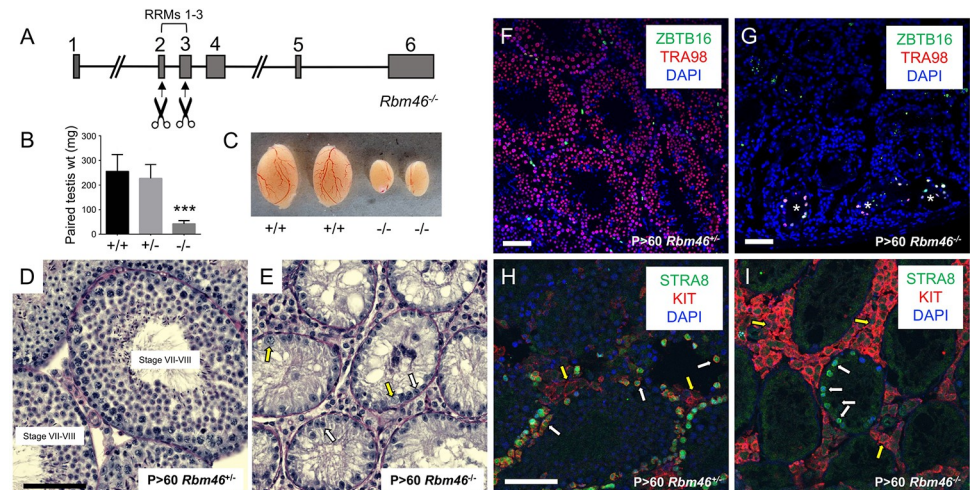 A
RRMs 1-3
1 2 3 4 5 6
Rbm46-/-
B
Paired testis wt (mg)
300
200
100
0
***
+/+ +/- -/-
C
+/+ +/+ -/- -/-
D
Stage VII-VIII
Stage VII-VIII
P>60 Rbm46+/-
E
P>60 Rbm46-/-
F
ZBTB16
TRA98
DAPI
P>60 Rbm46+/-
G
ZBTB16
TRA98
DAPI
* * *
P>60 Rbm46-/-
H
STRA8
KIT
DAPI
P>60 Rbm46+/-
I
STRA8
KIT
DAPI
P>60 Rbm46-/-